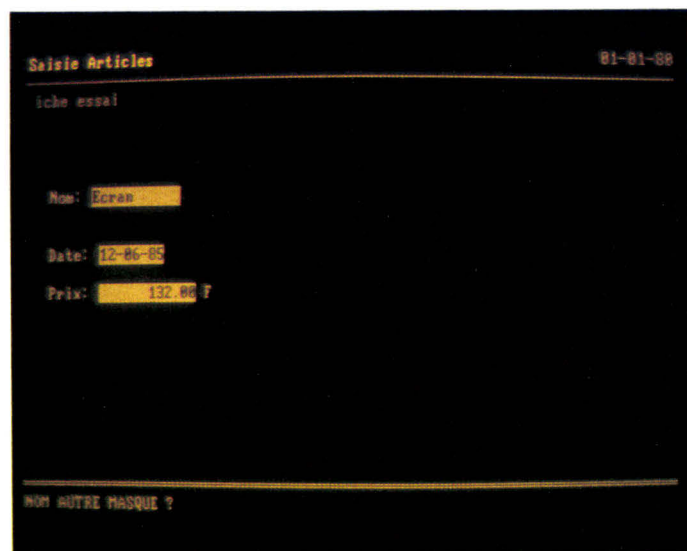 Saisie Articles 01-01-80
iche essai
Nom: Ecran
Date: 12-06-85
Prix: 132.00 F
NOM AUTRE MASQUE ?